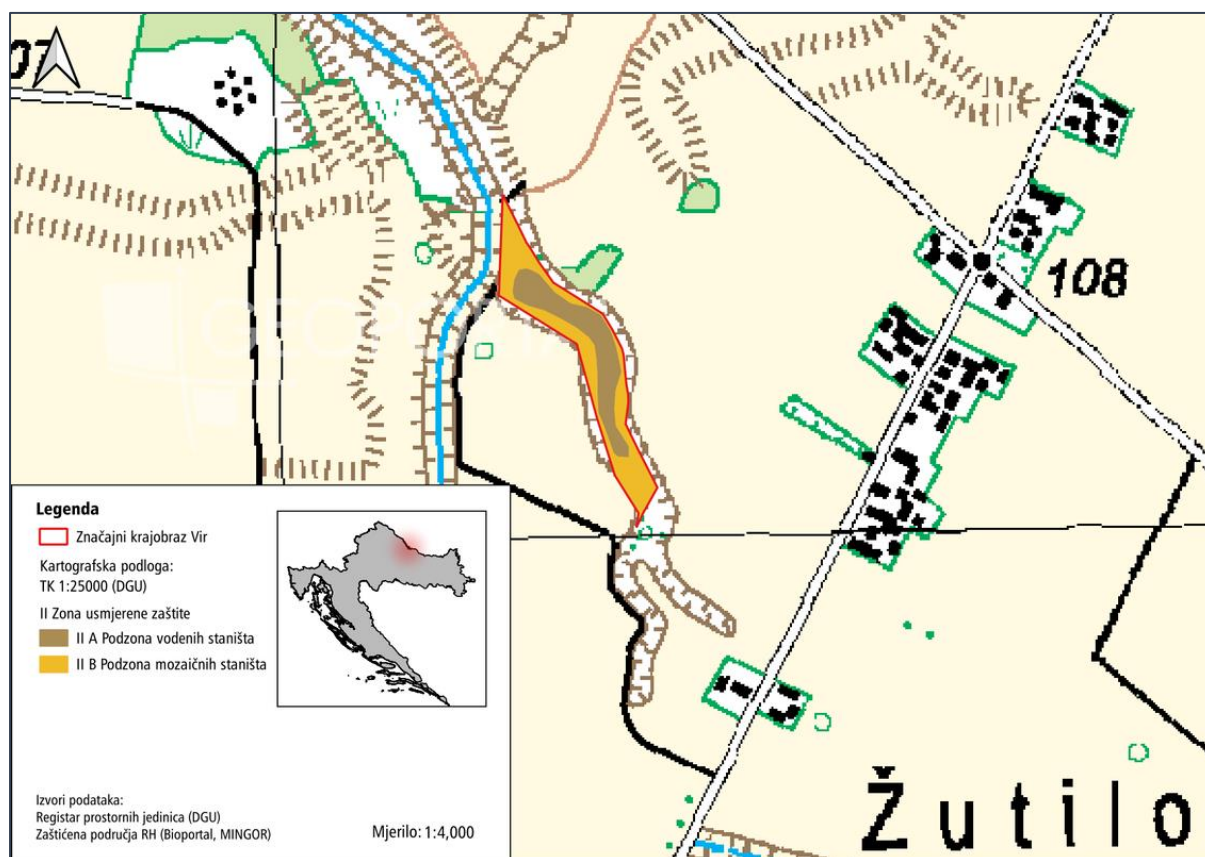 108
Legenda
Značajni krajobraz Vir
Kartografska podloga:
TK 1:25000 (DGU)
II Zona usmjerene zaštite
II A Podzona vodenih staništa
II B Podzona mozaičnih staništa
Izvori podataka:
Registar prostornih jedinica (DGU)
Zaštićena područja RH (Bioportal, MINGOR)
Mjerilo: 1:4,000
Žutilo